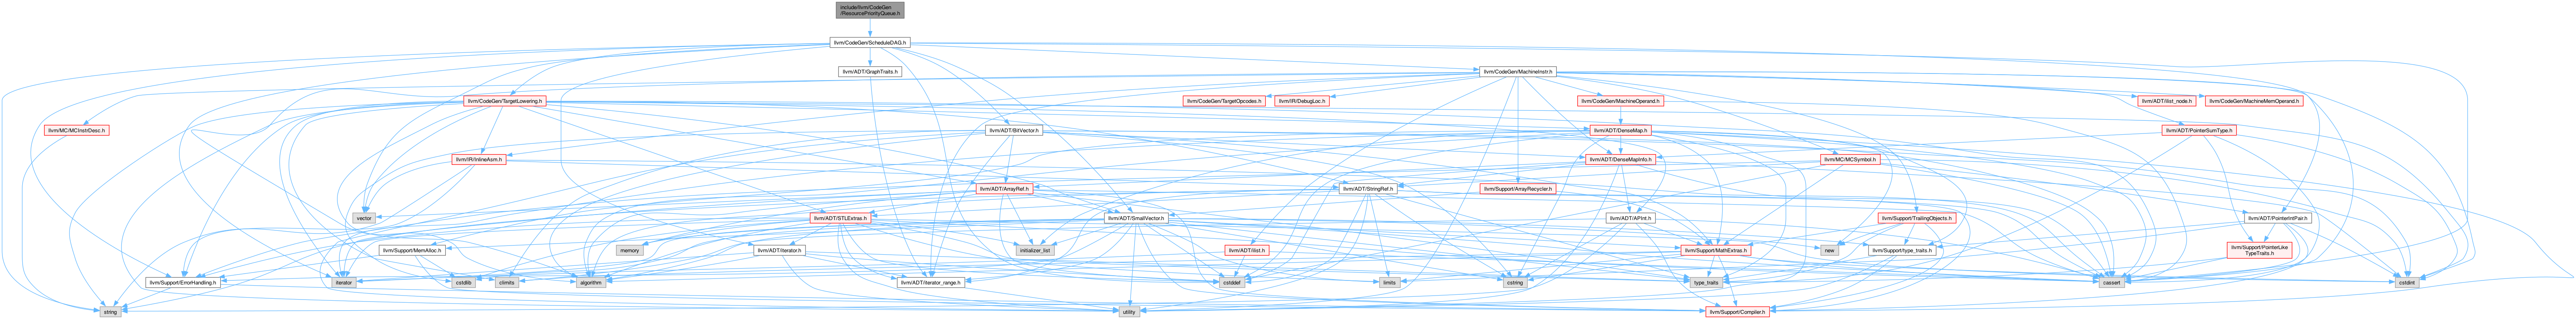 include/llvm/CodeGen
/ResourcePriorityQueue.h
llvm/CodeGen/ScheduleDAG.h
llvm/ADT/GraphTraits.h
llvm/CodeGen/MachineInstr.h
llvm/CodeGen/TargetLowering.h
llvm/CodeGen/TargetOpcodes.h
llvm/IR/DebugLoc.h
llvm/CodeGen/MachineOperand.h
llvm/ADT/ilist_node.h
llvm/CodeGen/MachineMemOperand.h
llvm/MC/MCInstrDesc.h
llvm/ADT/BitVector.h
llvm/ADT/DenseMap.h
llvm/ADT/PointerSumType.h
llvm/IR/InlineAsm.h
llvm/ADT/DenseMapInfo.h
llvm/MC/MCSymbol.h
llvm/ADT/ArrayRef.h
llvm/ADT/StringRef.h
llvm/Support/ArrayRecycler.h
vector
llvm/ADT/STLExtras.h
llvm/ADT/SmallVector.h
llvm/ADT/APInt.h
llvm/Support/TrailingObjects.h
llvm/ADT/PointerIntPair.h
llvm/Support/MemAlloc.h
memory
llvm/ADT/iterator.h
initializer_list
llvm/ADT/ilist.h
llvm/Support/MathExtras.h
new
llvm/Support/type_traits.h
llvm/Support/PointerLike
TypeTraits.h
llvm/Support/ErrorHandling.h
iterator
cstdlib
climits
algorithm
llvm/ADT/iterator_range.h
cstddef
limits
cstring
type_traits
cassert
cstdint
string
utility
llvm/Support/Compiler.h